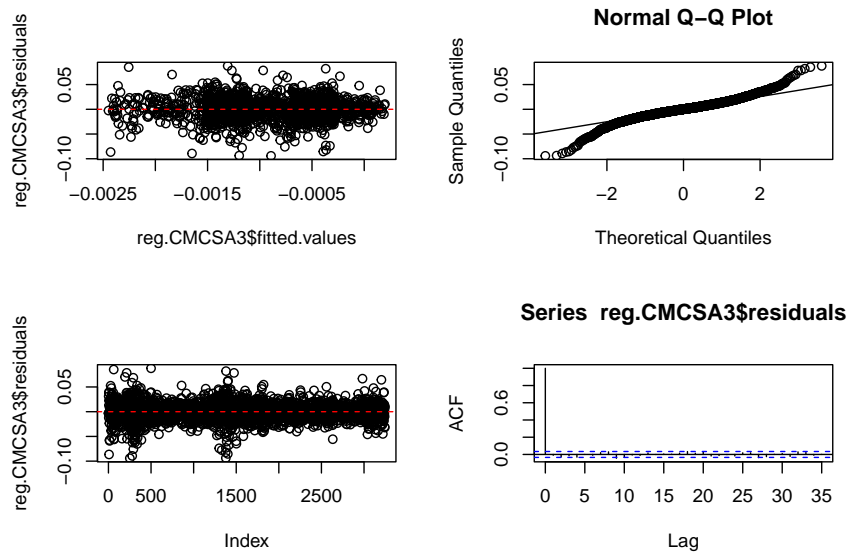 reg.CMCSA3$residuals
0.05
−0.10
−0.0025
−0.0015
−0.0005
reg.CMCSA3$fitted.values
Normal Q−Q Plot
Sample Quantiles
0.05
−0.10
−2
0
2
Theoretical Quantiles
reg.CMCSA3$residuals
0.05
−0.10
0
500
1500
2500
Index
Series reg.CMCSA3$residuals
ACF
0.6
0.0
0
5
10
15
20
25
30
35
Lag